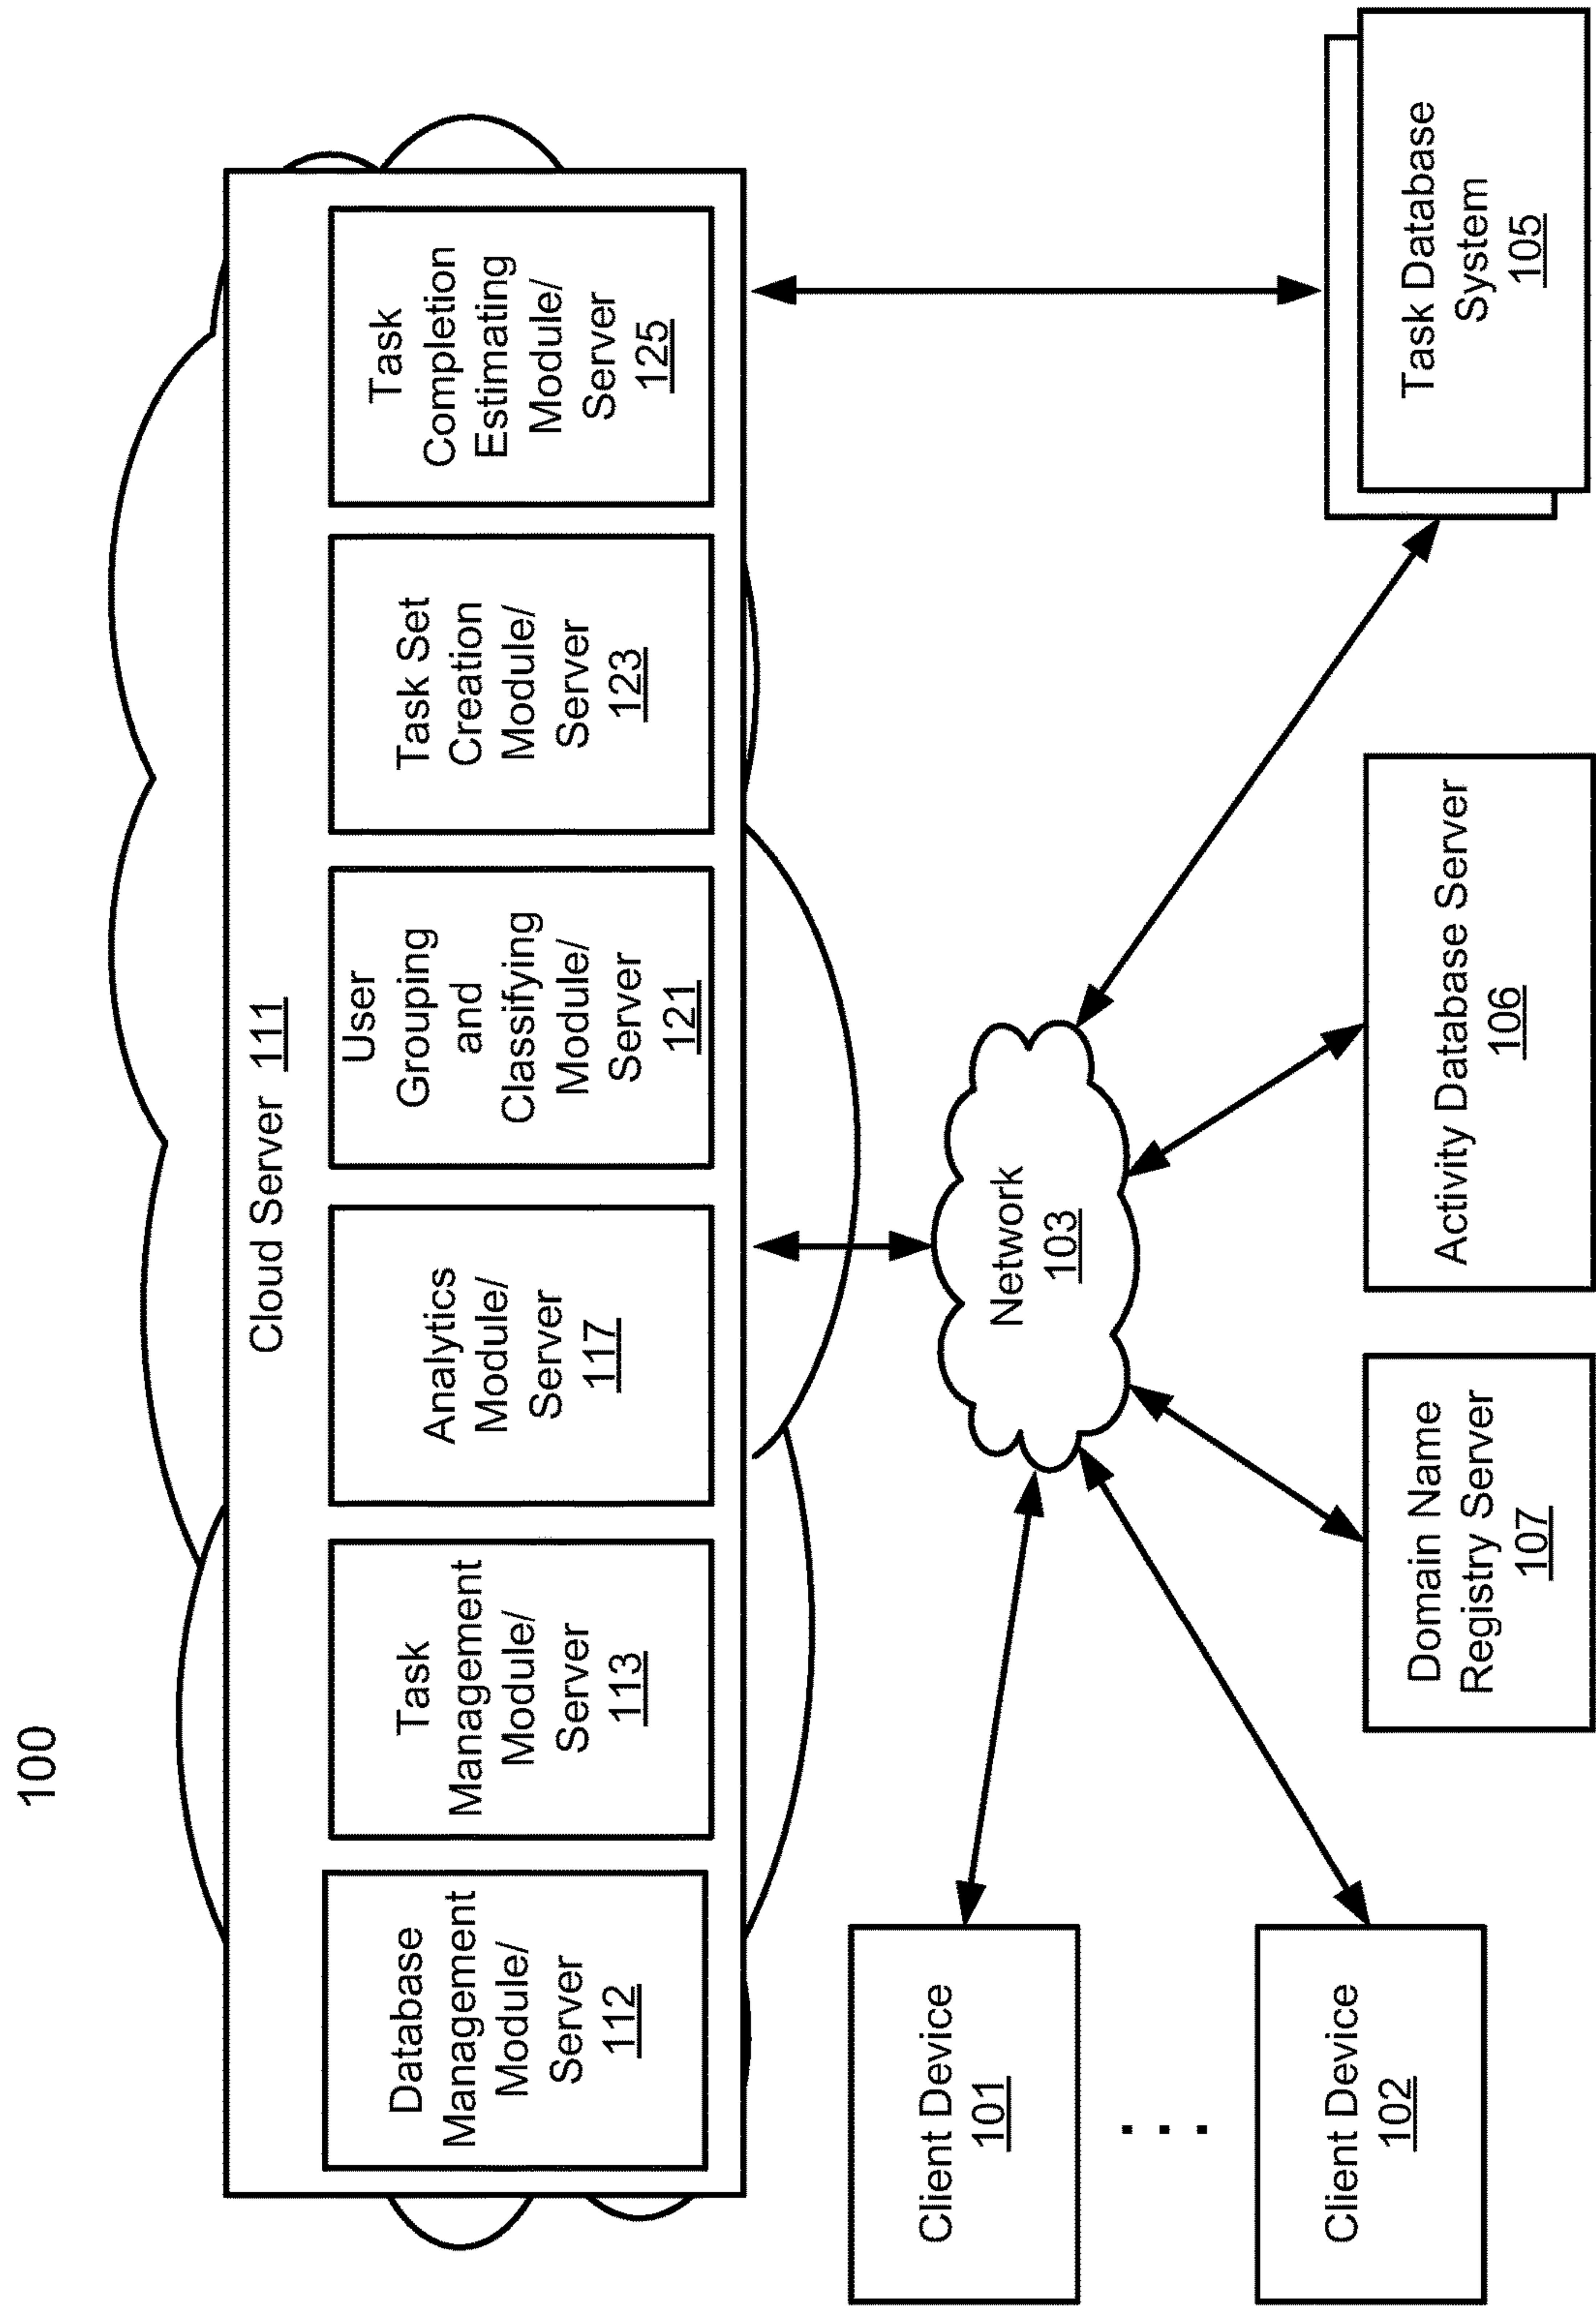 100
Cloud Server 111
Database
Management
Module/
Server
112
Task
Management
Module/
Server
113
Analytics
Module/
Server
117
User
Grouping
and
Classifying
Module/
Server
121
Task Set
Creation
Module/
Server
123
Task
Completion
Estimating
Module/
Server
125
Client Device
101
. . .
Client Device
102
Network
103
Domain Name
Registry Server
107
Activity Database Server
106
Task Database
System
105